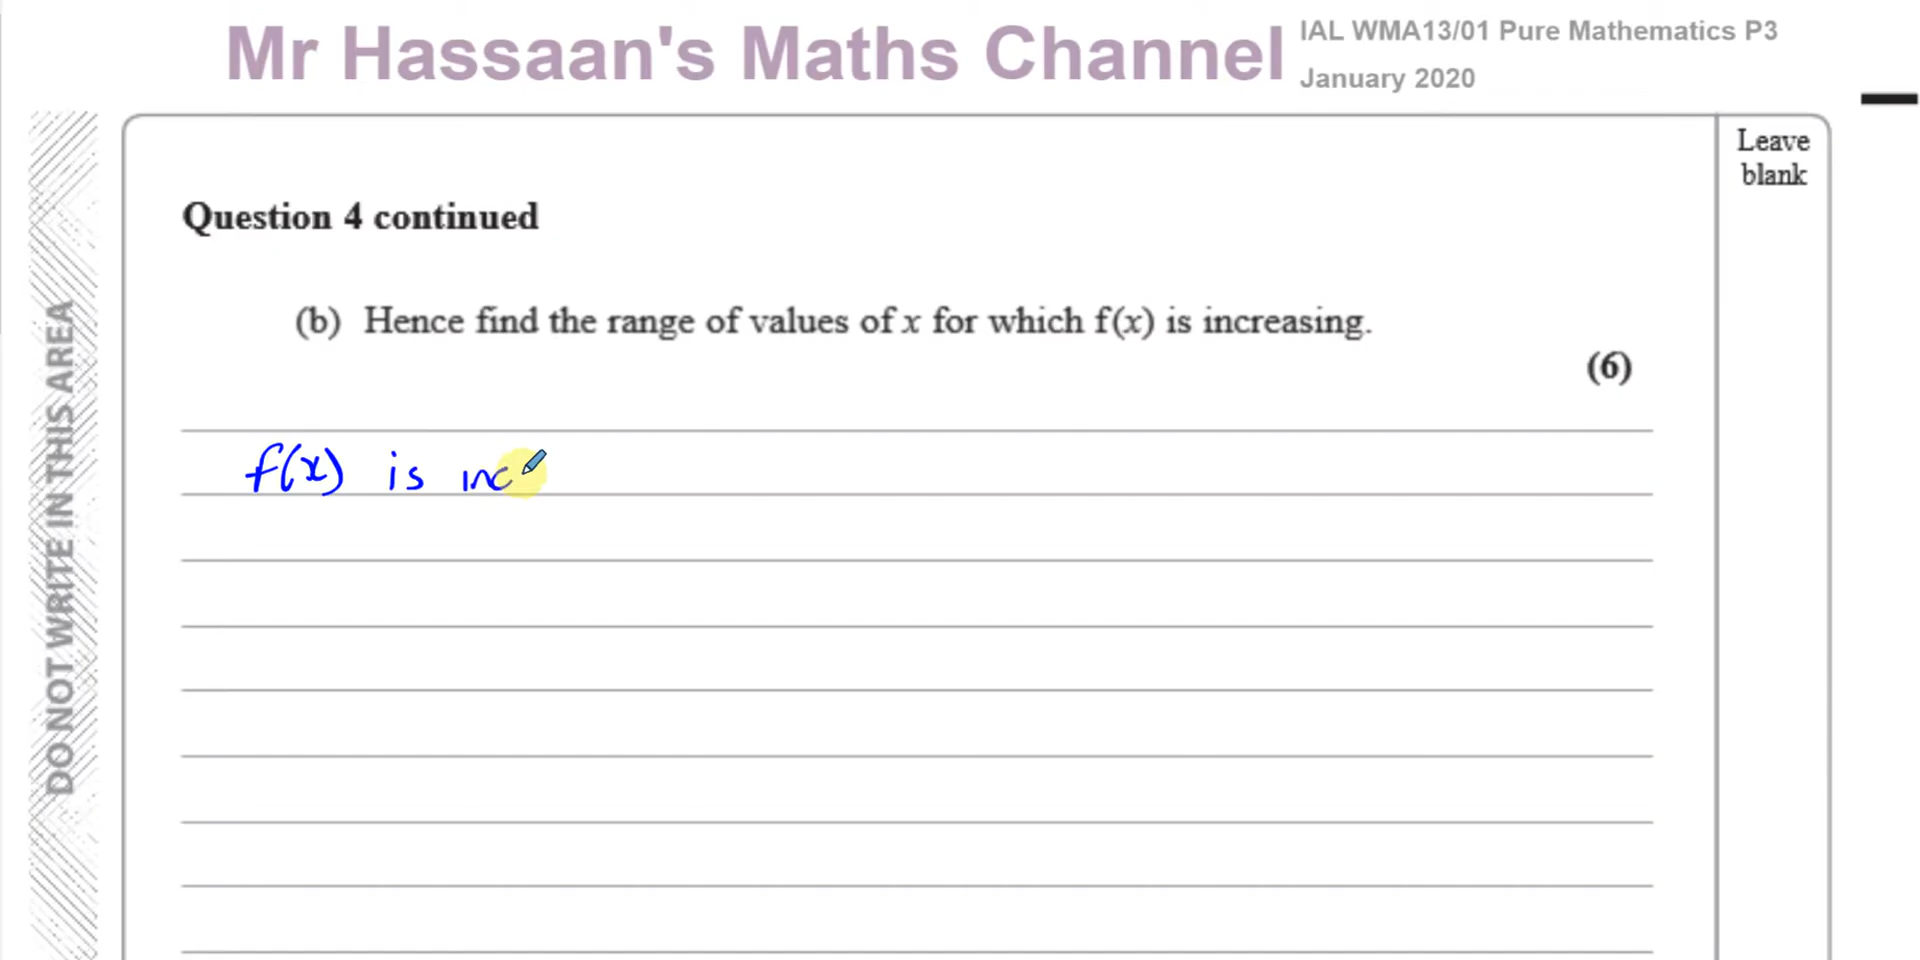 Mr Hassaan's Maths Channel
IAL WMA13/01 Pure Mathematics P3
January 2020
Leave
blank
DO NOT WRITE IN THIS AREA
Question 4 continued
(b) Hence find the range of values of x for which f(x) is increasing.
(6)
f(x) is inc